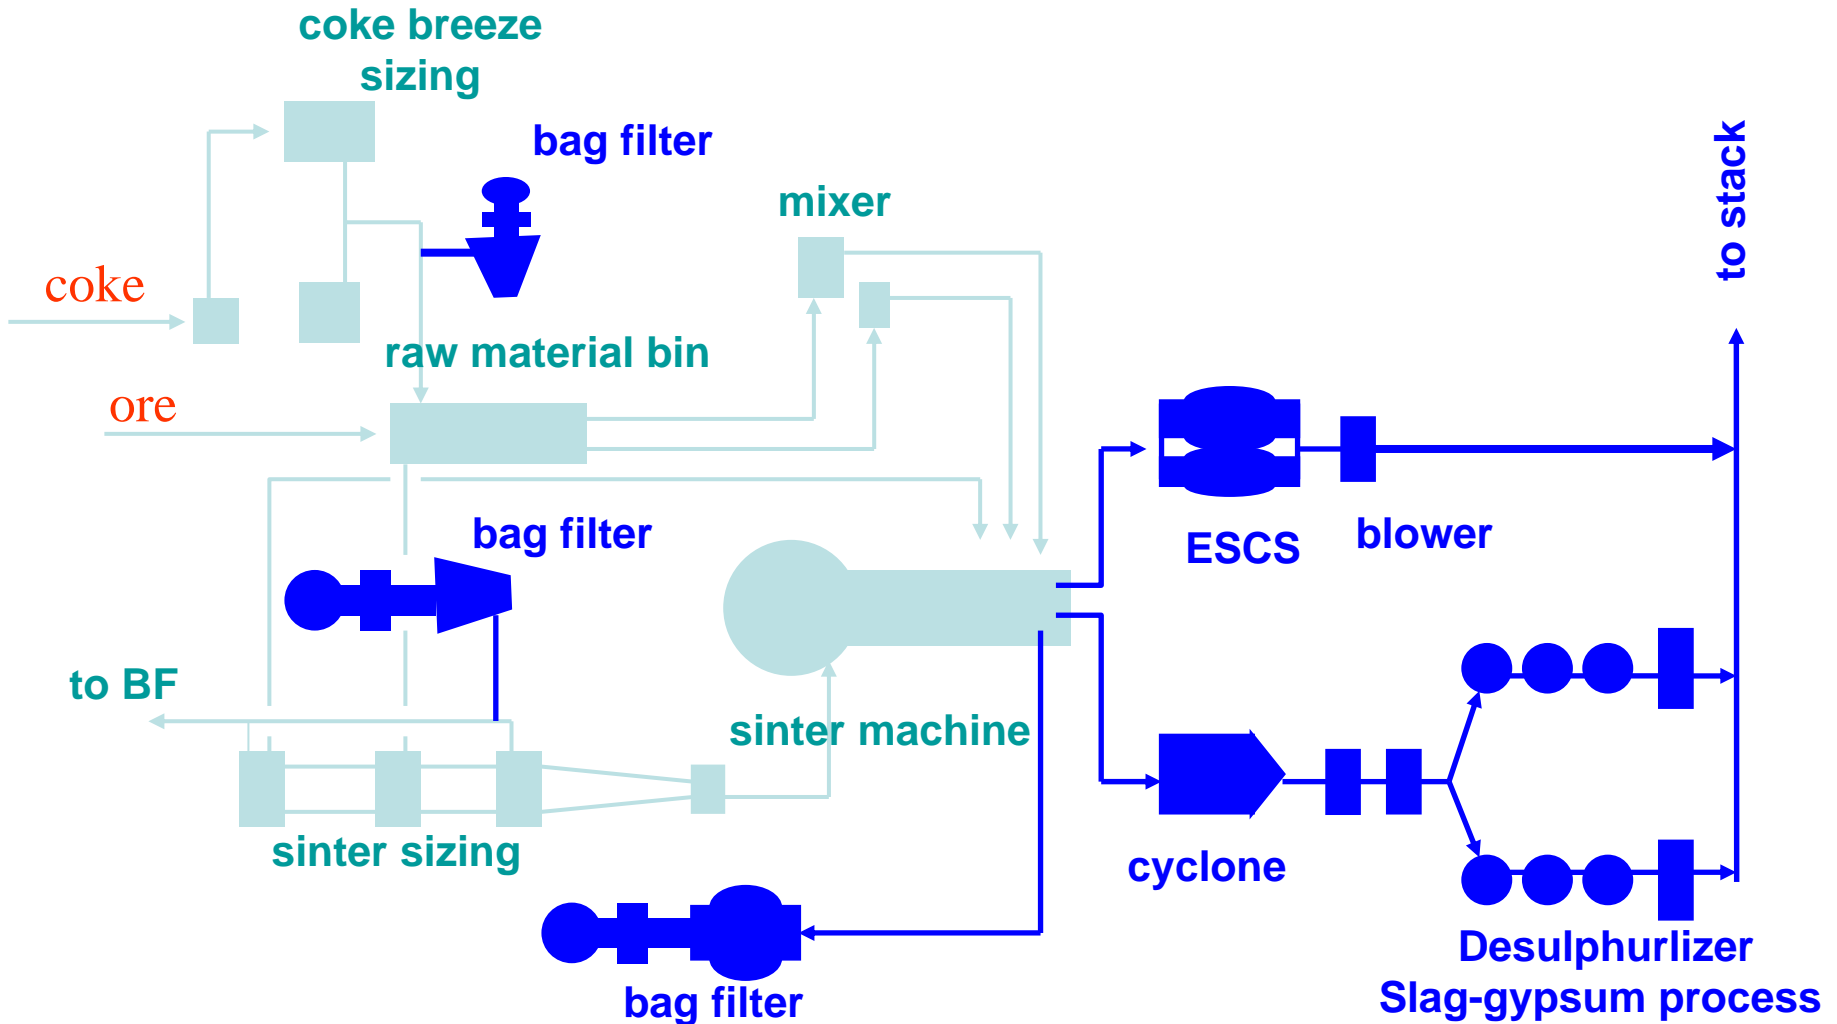 coke breeze
sizing
bag filter
to stack
mixer
coke
raw material bin
ore
bag filter
ESCS
blower
to BF
sinter machine
sinter sizing
cyclone
Desulphurlizer
Slag-gypsum process
bag filter